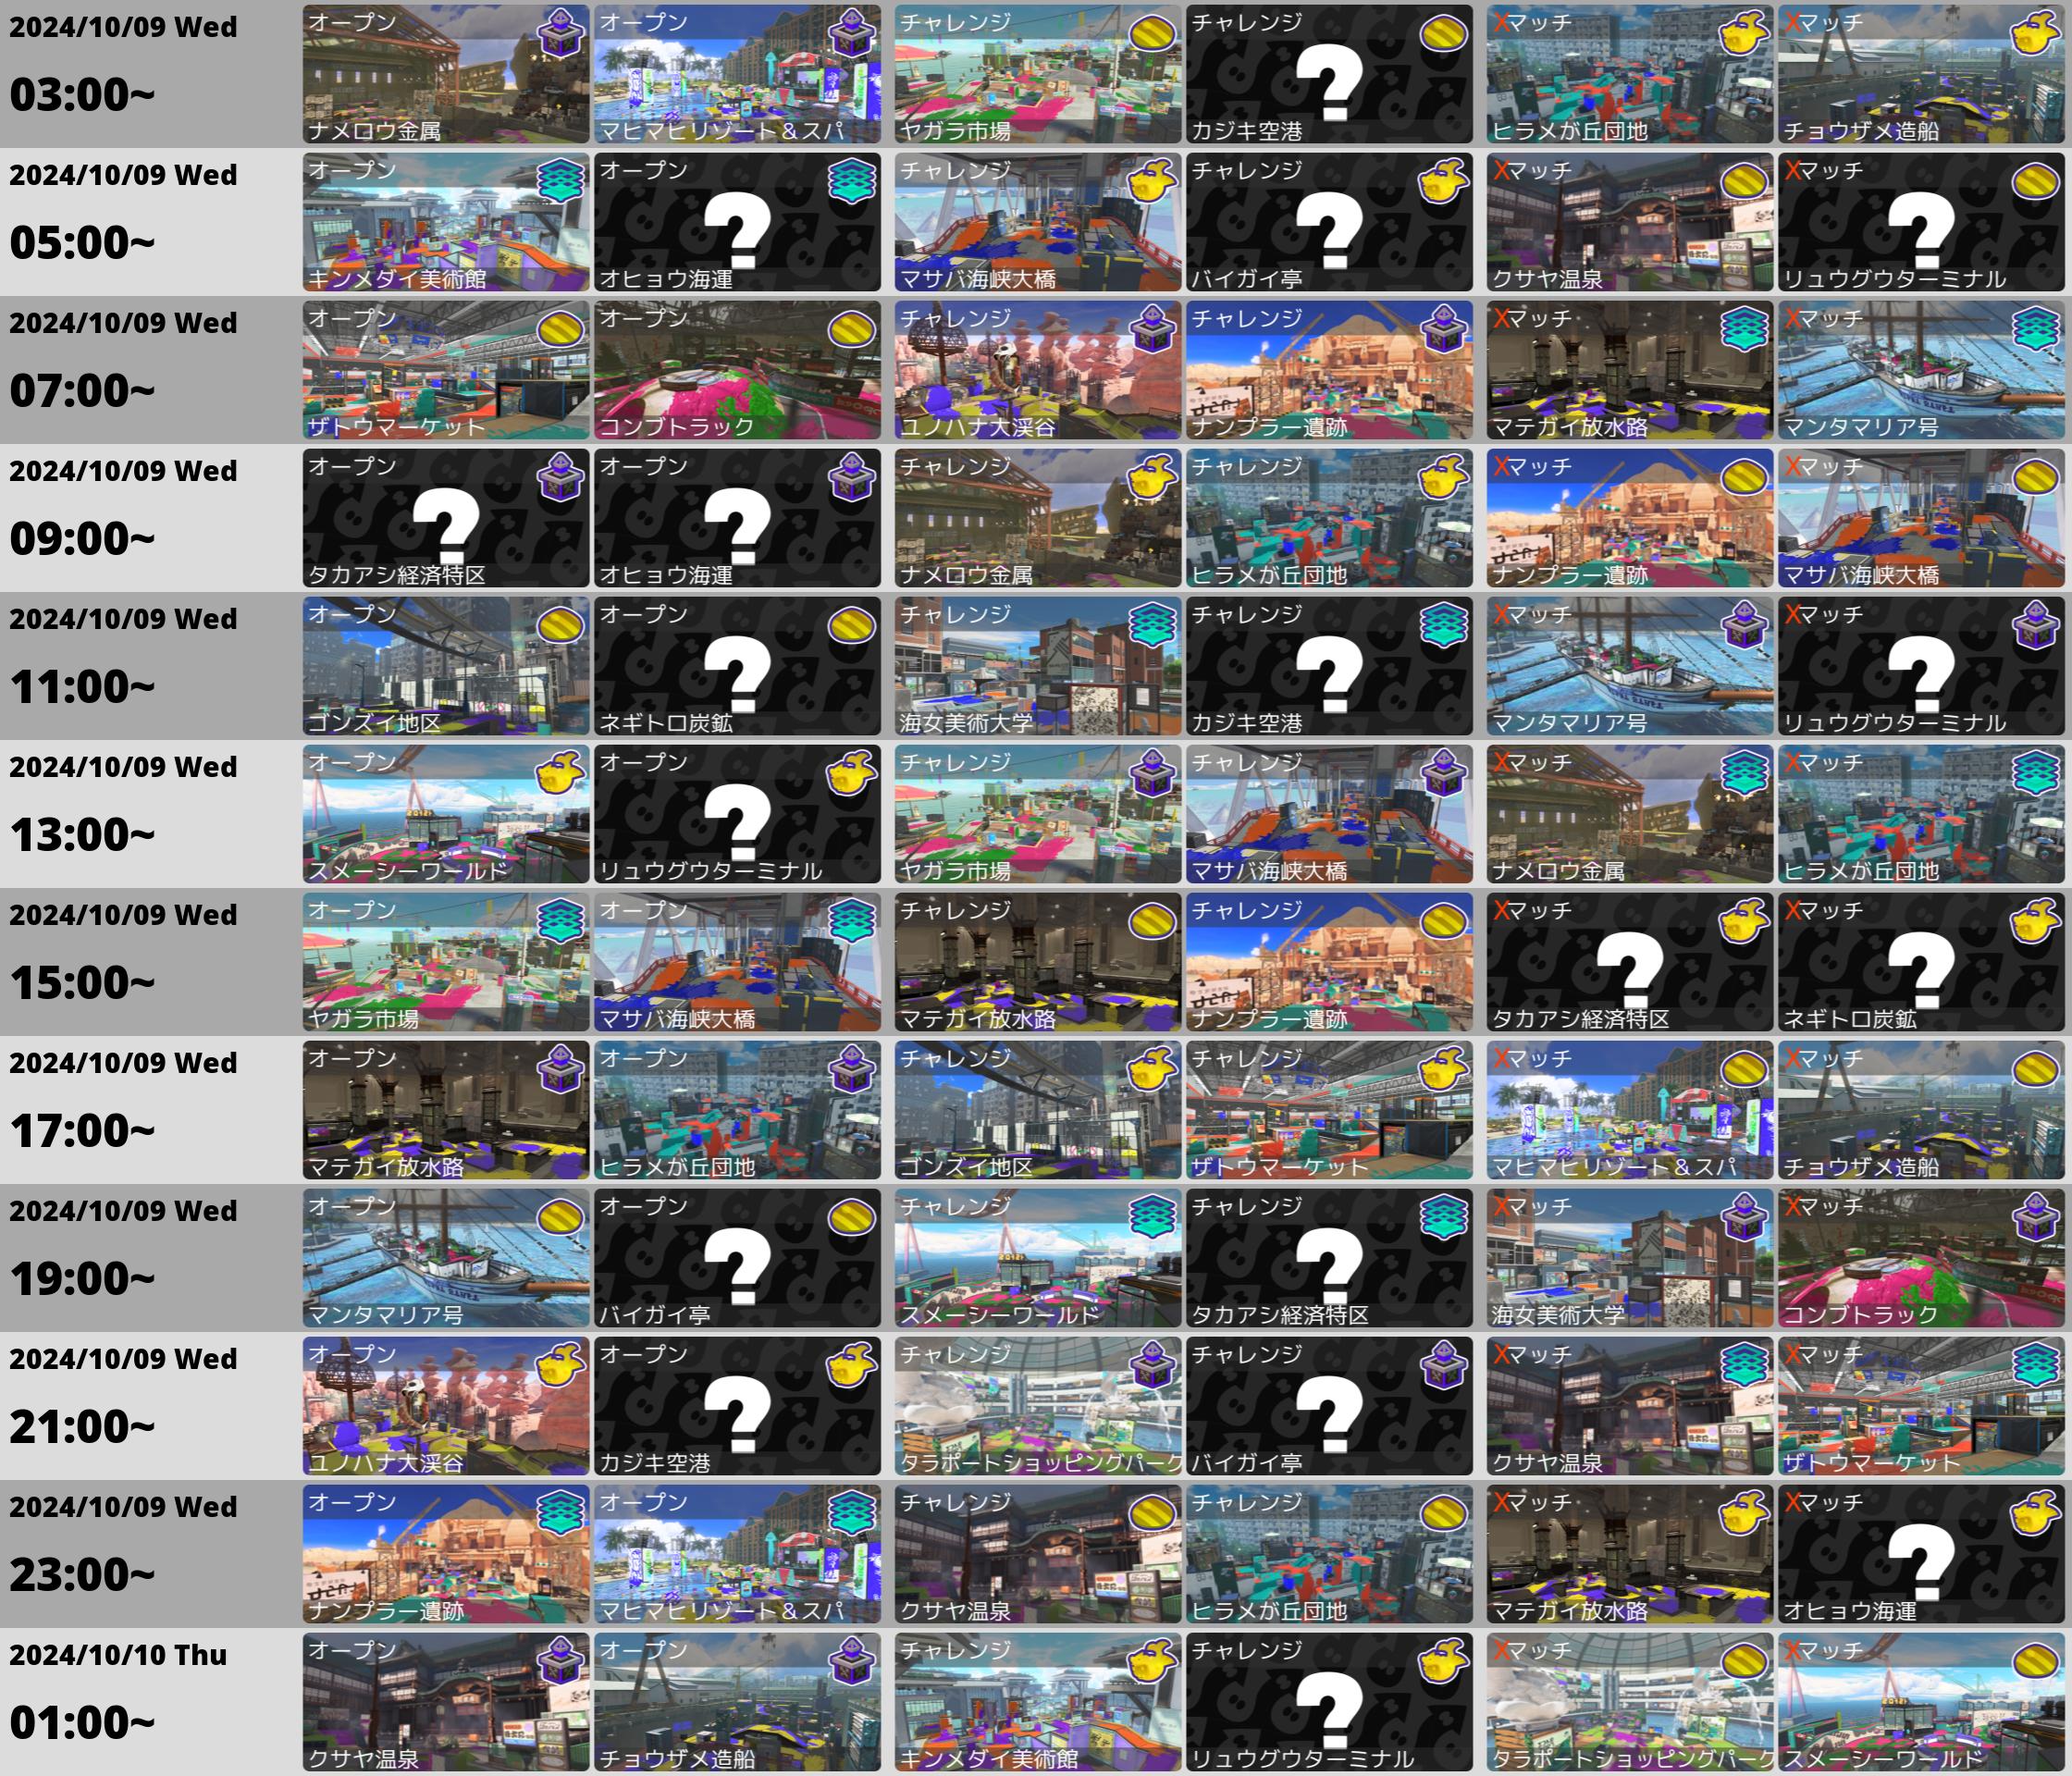 2024/10/09 Wed
03:00~
オープン
ナメロウ金属
オープン
マヒマヒリゾート＆スパ
チャレンジ
ヤガラ市場
チャレンジ
カジキ空港
Xマッチ
ヒラメが丘団地
Xマッチ
チョウザメ造船
2024/10/09 Wed
05:00~
オープン
キンメダイ美術館
オープン
オヒョウ海運
チャレンジ
マサバ海峡大橋
チャレンジ
バイガイ亭
Xマッチ
クサヤ温泉
Xマッチ
リュウグウターミナル
2024/10/09 Wed
07:00~
オープン
ザトウマーケット
オープン
コンブトラック
チャレンジ
ユノハナ大渓谷
チャレンジ
ナンプラー遺跡
Xマッチ
マテガイ放水路
Xマッチ
マンタマリア号
2024/10/09 Wed
09:00~
オープン
タカアシ経済特区
オープン
オヒョウ海運
チャレンジ
ナメロウ金属
チャレンジ
ヒラメが丘団地
Xマッチ
ナンプラー遺跡
Xマッチ
マサバ海峡大橋
2024/10/09 Wed
11:00~
オープン
ゴンズイ地区
オープン
ネギトロ炭鉱
チャレンジ
海女美術大学
チャレンジ
カジキ空港
Xマッチ
マンタマリア号
Xマッチ
リュウグウターミナル
2024/10/09 Wed
13:00~
オープン
スメーシーワールド
オープン
リュウグウターミナル
チャレンジ
ヤガラ市場
チャレンジ
マサバ海峡大橋
Xマッチ
ナメロウ金属
Xマッチ
ヒラメが丘団地
2024/10/09 Wed
15:00~
オープン
ヤガラ市場
オープン
マサバ海峡大橋
チャレンジ
マテガイ放水路
チャレンジ
ナンプラー遺跡
Xマッチ
タカアシ経済特区
Xマッチ
ネギトロ炭鉱
2024/10/09 Wed
17:00~
オープン
マテガイ放水路
オープン
ヒラメが丘団地
チャレンジ
ゴンズイ地区
チャレンジ
ザトウマーケット
Xマッチ
マヒマヒリゾート＆スパ
Xマッチ
チョウザメ造船
2024/10/09 Wed
19:00~
オープン
マンタマリア号
オープン
バイガイ亭
チャレンジ
スメーシーワールド
チャレンジ
タカアシ経済特区
Xマッチ
海女美術大学
Xマッチ
コンブトラック
2024/10/09 Wed
21:00~
オープン
ユノハナ大渓谷
オープン
カジキ空港
チャレンジ
タラポートショッピングパーク
チャレンジ
バイガイ亭
Xマッチ
クサヤ温泉
Xマッチ
ザトウマーケット
2024/10/09 Wed
23:00~
オープン
ナンプラー遺跡
オープン
マヒマヒリゾート＆スパ
チャレンジ
クサヤ温泉
チャレンジ
ヒラメが丘団地
Xマッチ
マテガイ放水路
Xマッチ
オヒョウ海運
2024/10/10 Thu
01:00~
オープン
クサヤ温泉
オープン
チョウザメ造船
チャレンジ
キンメダイ美術館
チャレンジ
リュウグウターミナル
Xマッチ
タラポートショッピングパーク
Xマッチ
スメーシーワールド